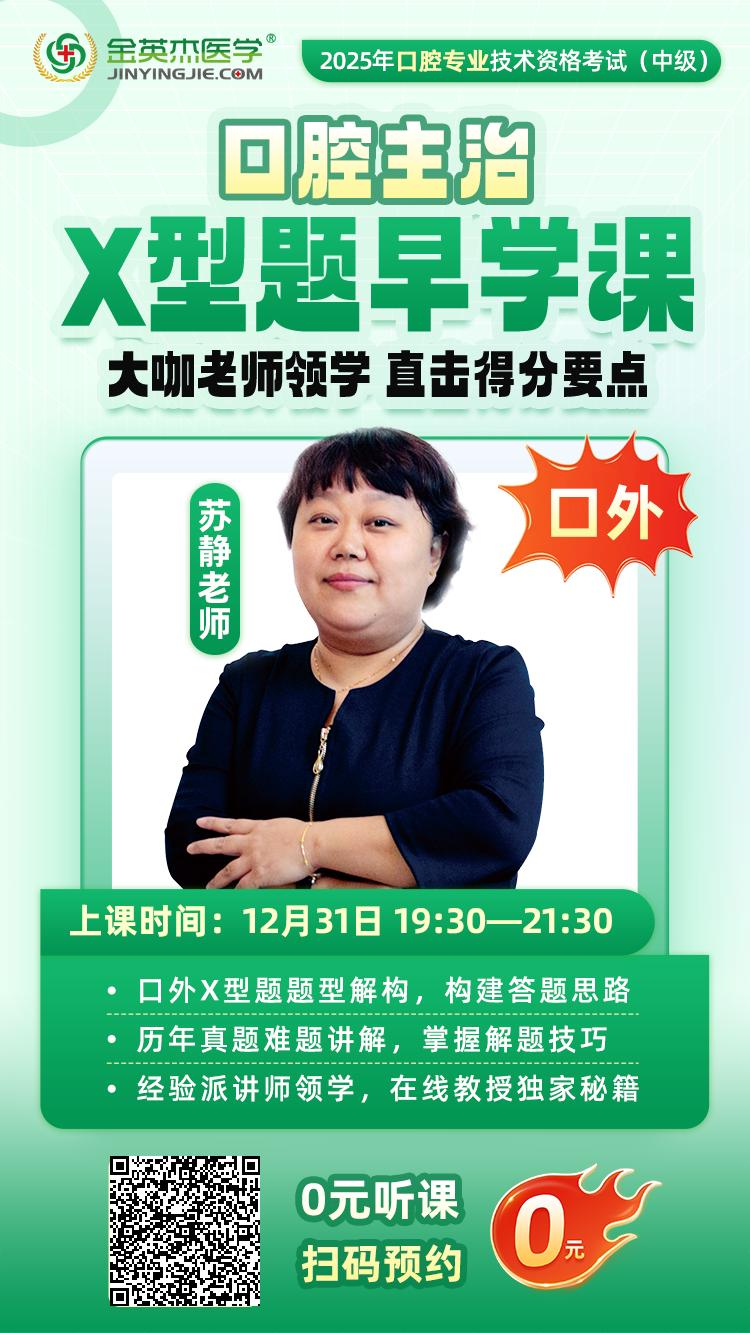 金英杰医学®
JINYINGJIE.COM
2025年口腔专业技术资格考试（中级）
口腔主治
X型题早学课
大咖老师领学 直击得分要点
苏静老师
口外
上课时间：12月31日 19:30—21:30
• 口外X型题题型解构，构建答题思路
• 历年真题难题讲解，掌握解题技巧
• 经验派讲师领学，在线教授独家秘籍
0元听课
扫码预约
0元